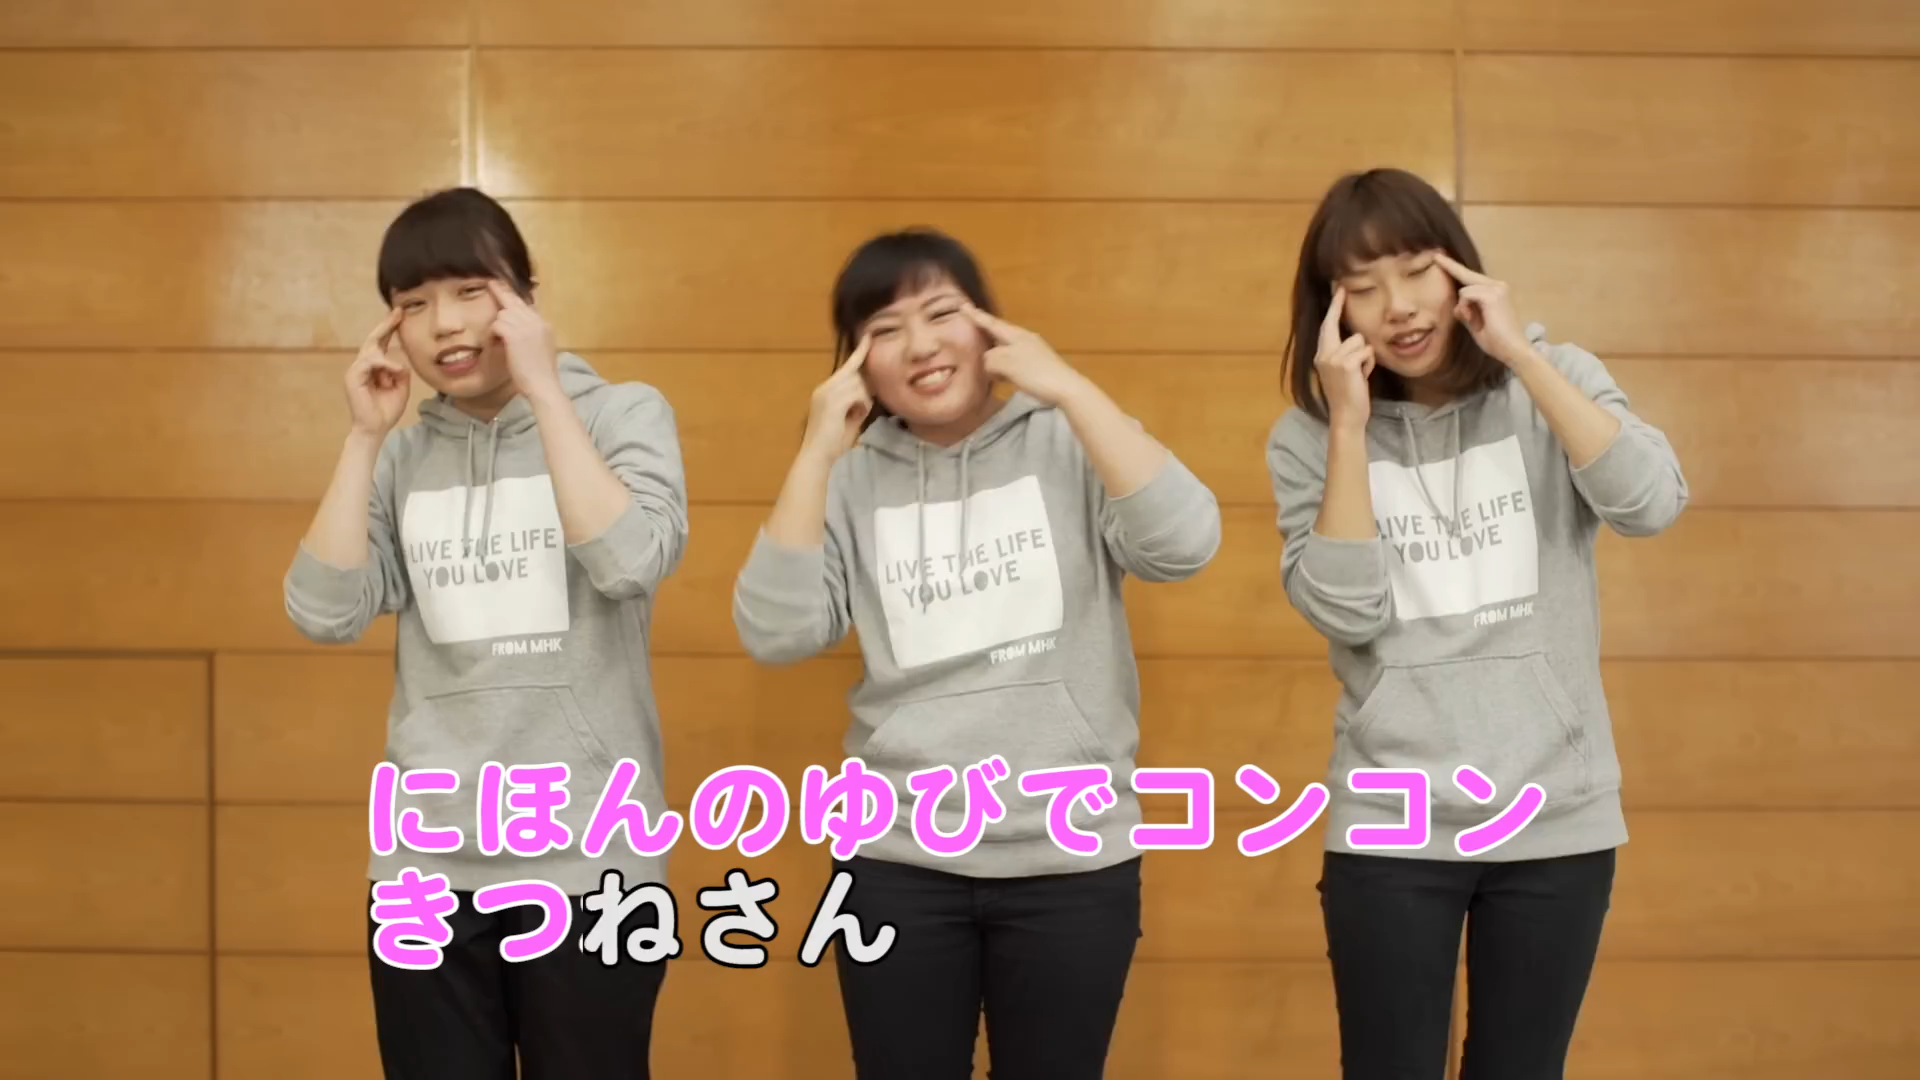 LIVE THE LIFE
YOU LOVE
FROM MHK
LIVE THE LIFE
YOU LOVE
FROM MHK
LIVE THE LIFE
YOU LOVE
FROM MHK
にほんのゆびでコンコン
きつねさん